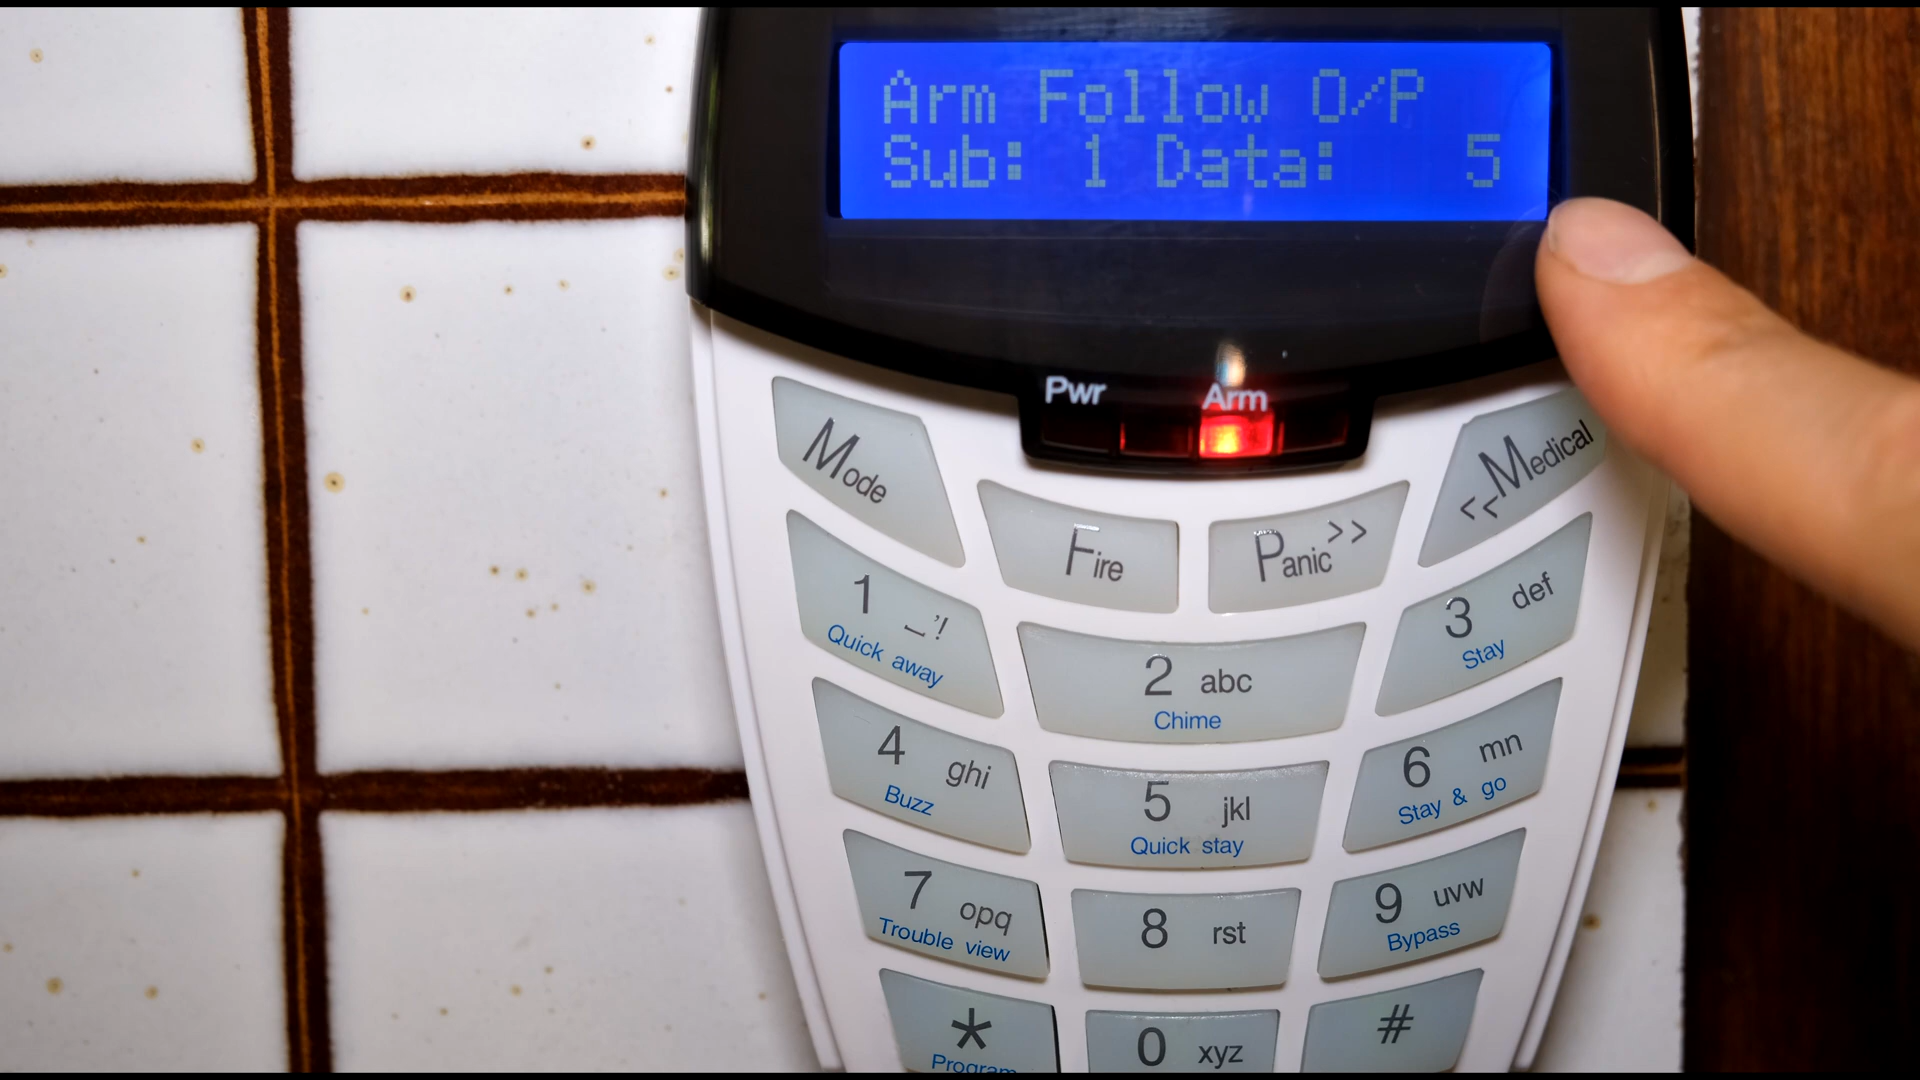 Arm Follow O/P
Sub: 1 Data: 5
Pwr Arm
Mode
Fire
Panic >>
<< Medical
1 _'!
Quick away
2 abc
Chime
3 def
Stay
4 ghi
Buzz
5 jkl
Quick stay
6 mn
Stay & go
7 opq
Trouble view
8 rst
9 uvw
Bypass
*
Program
0 xyz
#